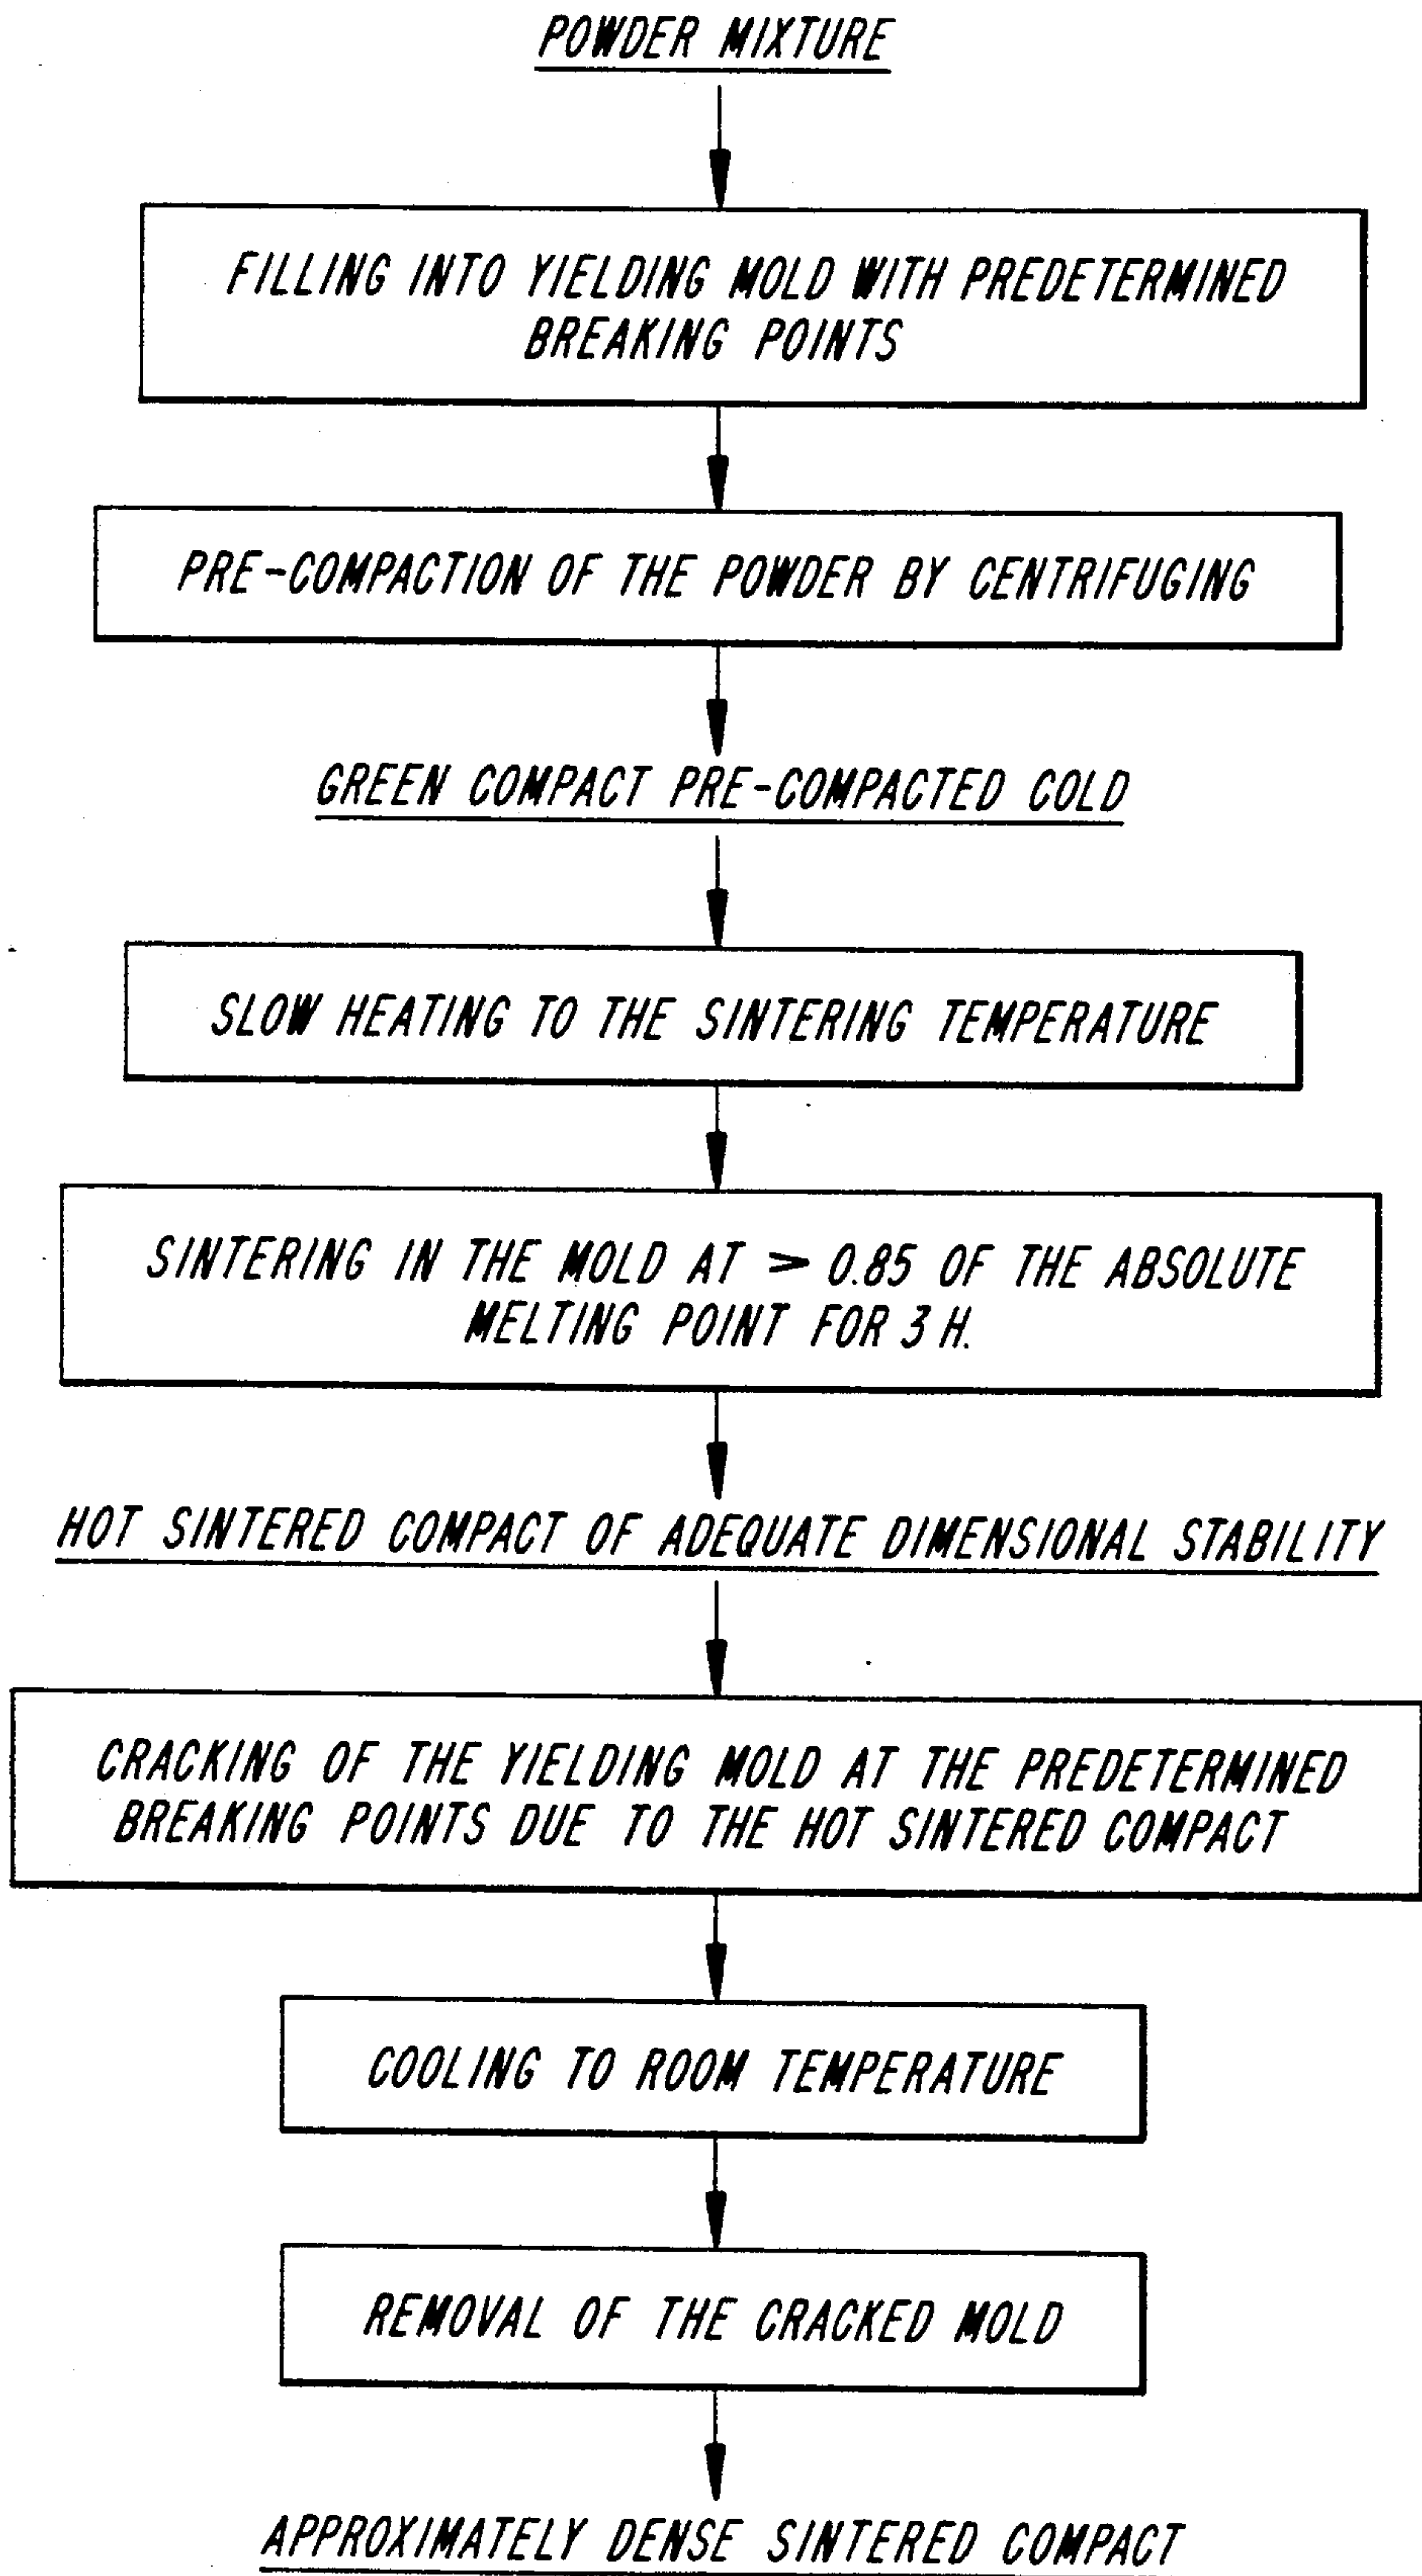 POWDER MIXTURE
FILLING INTO YIELDING MOLD WITH PREDETERMINED
BREAKING POINTS
PRE-COMPACTION OF THE POWDER BY CENTRIFUGING
GREEN COMPACT PRE-COMPACTED COLD
SLOW HEATING TO THE SINTERING TEMPERATURE
SINTERING IN THE MOLD AT > 0.85 OF THE ABSOLUTE
MELTING POINT FOR 3 H.
HOT SINTERED COMPACT OF ADEQUATE DIMENSIONAL STABILITY
CRACKING OF THE YIELDING MOLD AT THE PREDETERMINED
BREAKING POINTS DUE TO THE HOT SINTERED COMPACT
COOLING TO ROOM TEMPERATURE
REMOVAL OF THE CRACKED MOLD
APPROXIMATELY DENSE SINTERED COMPACT